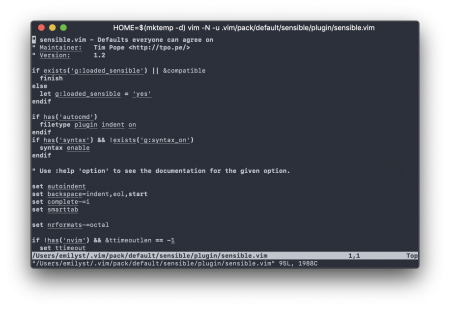 HOME=$(mktemp -d) vim -N -u .vim/pack/default/sensible/plugin/sensible.vim
" sensible.vim - Defaults everyone can agree on
" Maintainer:   Tim Pope <http://tpo.pe/>
" Version:      1.2

if exists('g:loaded_sensible') || &compatible
  finish
else
  let g:loaded_sensible = 'yes'
endif

if has('autocmd')
  filetype plugin indent on
endif
if has('syntax') && !exists('g:syntax_on')
  syntax enable
endif

" Use :help 'option' to see the documentation for the given option.

set autoindent
set backspace=indent,eol,start
set complete-=i
set smarttab

set nrformats-=octal

if !has('nvim') && &ttimeoutlen == -1
  set ttimeout
/Users/emilyst/.vim/pack/default/sensible/plugin/sensible.vim 1,1 Top
"/Users/emilyst/.vim/pack/default/sensible/plugin/sensible.vim" 95L, 1988C